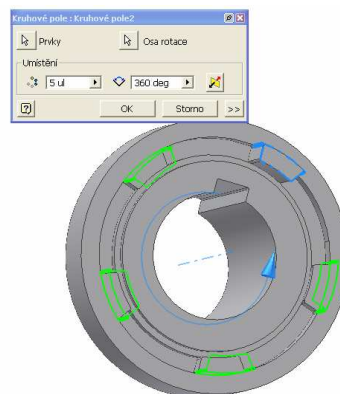 Kruhové pole : Kruhové pole2
Prvky
Osa rotace
Umístění
5 ul
360 deg
OK
Storno
>>